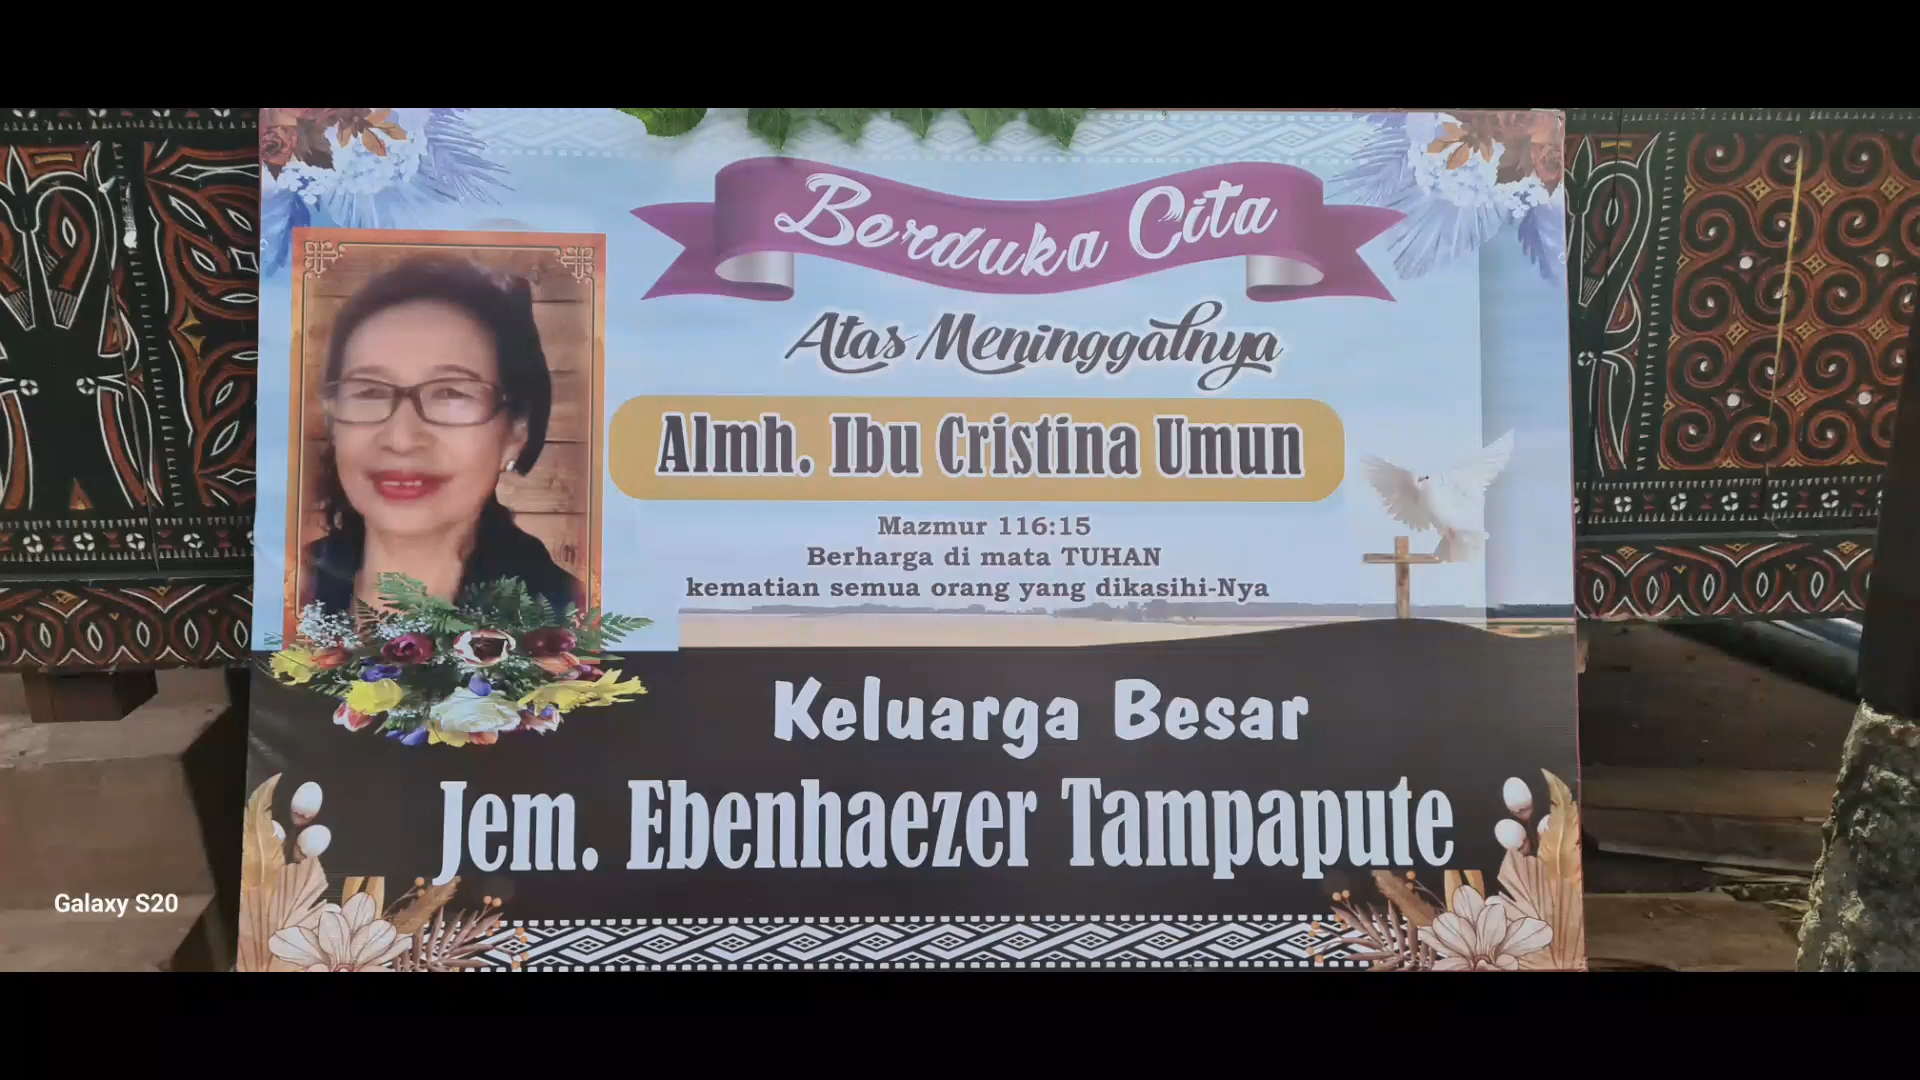 Berduka Cita
Atas Meninggalnya
Almh. Ibu Cristina Umun
Mazmur 116:15
Berharga di mata TUHAN
kematian semua orang yang dikasihi-Nya
Keluarga Besar
Jem. Ebenhaezer Tampapute
Galaxy S20